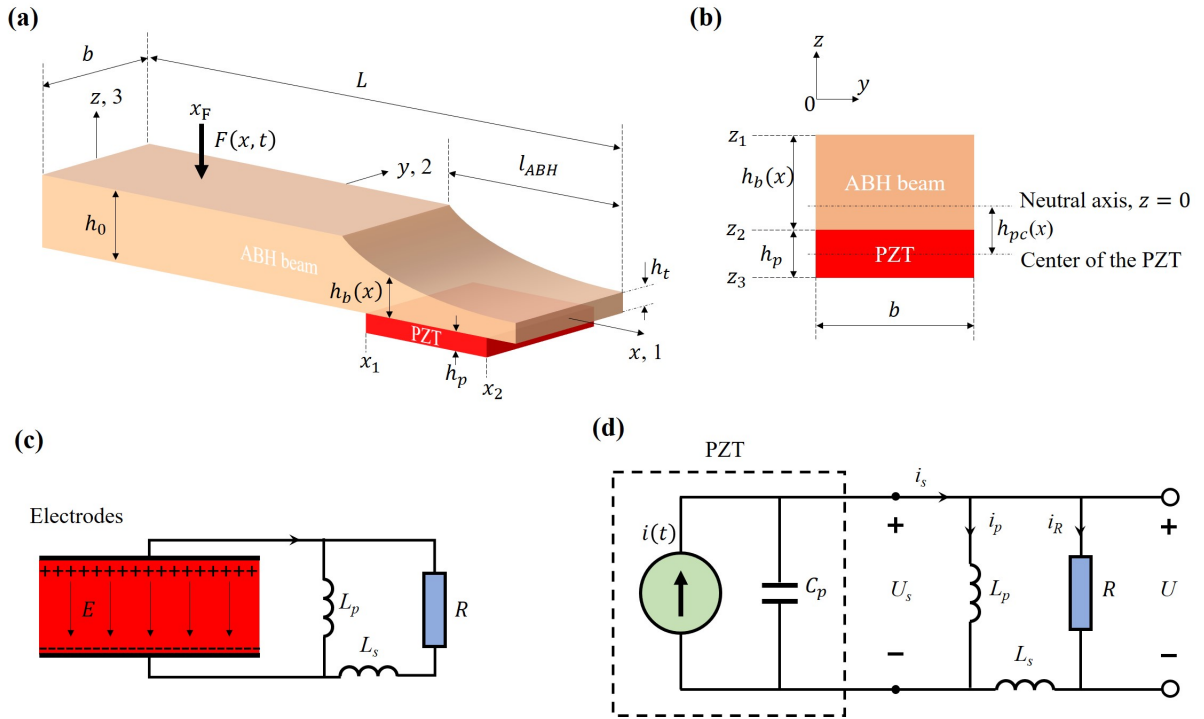 (a)
b
L
z, 3
x_F
F(x, t)
y, 2
l_ABH
h_0
ABH beam
h_b(x)
h_t
PZT
x, 1
x_1
h_p
x_2
(b)
z
0
y
z_1
h_b(x)
ABH beam
Neutral axis, z = 0
z_2
h_pc(x)
h_p
PZT
Center of the PZT
z_3
b
(c)
Electrodes
+ + + + + + + + + + + + + + +
E
L_p
R
L_s
(d)
PZT
i_s
+
i_p
i_R
+
i(t)
C_p
U_s
L_p
R
U
−
L_s
−